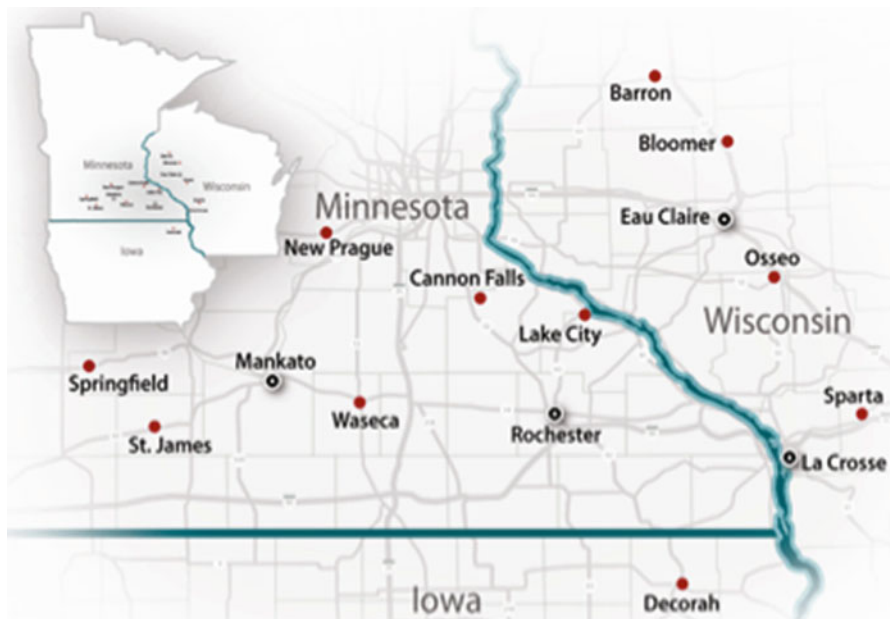 Barron
Bloomer
Minnesota
Wisconsin
Iowa
Minnesota
Eau Claire
New Prague
Osseo
Cannon Falls
Lake City
Wisconsin
Mankato
Springfield
Waseca
Sparta
St. James
Rochester
La Crosse
Iowa
Decorah